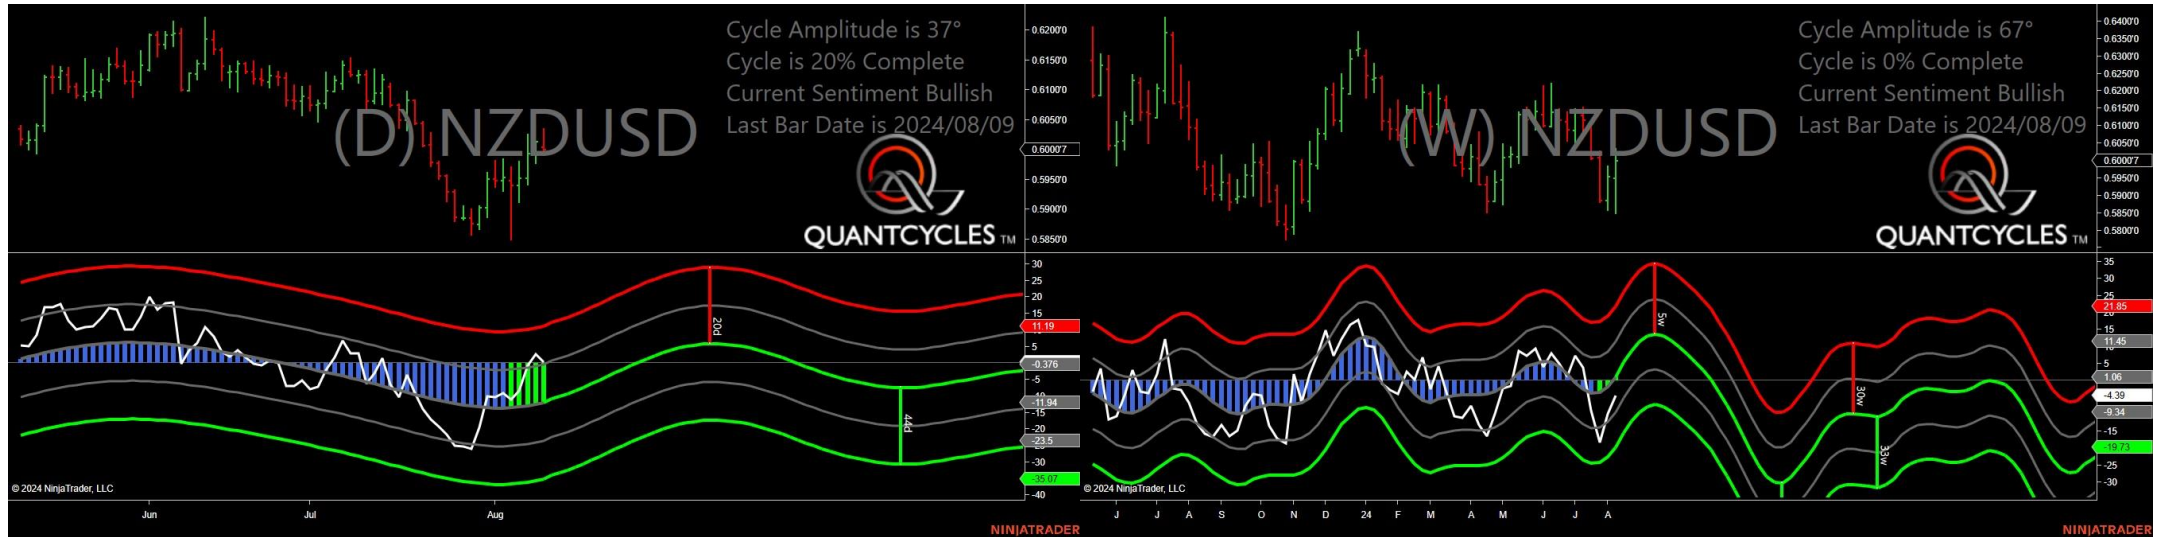 Cycle Amplitude is 37°
Cycle is 20% Complete
Current Sentiment Bullish
Last Bar Date is 2024/08/09
(D) NZDUSD
QUANTCYCLES TM
0.6200'0
0.6150'0
0.6100'0
0.6050'0
0.6000'7
0.5950'0
0.5900'0
0.5850'0
30
25
20
15
11.19
5
-0.376
-5
-11.94
-15
-20
-23.5
-30
-35.07
-40
20d
44d
© 2024 NinjaTrader, LLC
Jun
Jul
Aug
NINJATRADER
Cycle Amplitude is 67°
Cycle is 0% Complete
Current Sentiment Bullish
Last Bar Date is 2024/08/09
(W) NZDUSD
QUANTCYCLES TM
0.6400'0
0.6350'0
0.6300'0
0.6250'0
0.6200'0
0.6150'0
0.6100'0
0.6050'0
0.6000'7
0.5950'0
0.5900'0
0.5850'0
0.5800'0
35
30
25
21.85
15
11.45
5
1.06
-4.39
-9.34
-15
-19.73
-25
-30
5w
30w
33w
© 2024 NinjaTrader, LLC
J J A S O N D 24 F M A M J J A
NINJATRADER